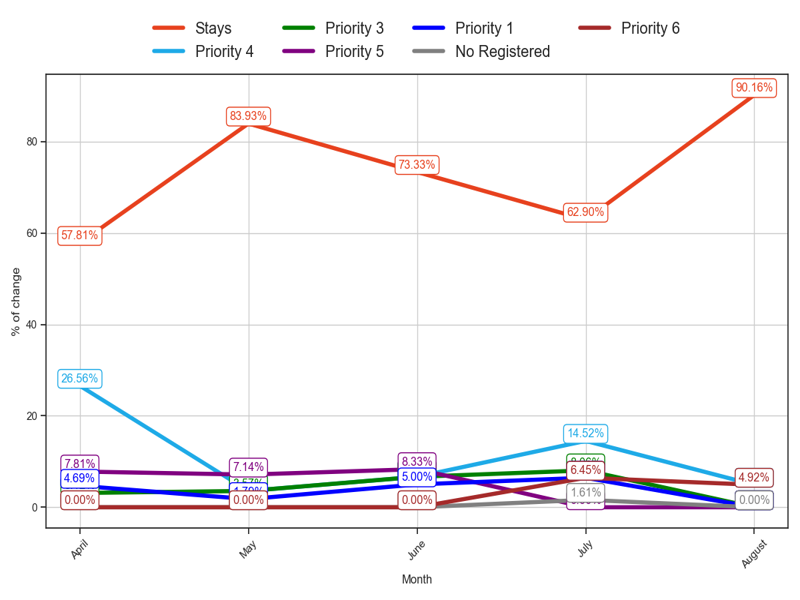 Stays Priority 3 Priority 1 Priority 6
Priority 4 Priority 5 No Registered
90.16%
83.93%
80
73.33%
62.90%
60
57.81%
% of change
40
26.56%
20
14.52%
7.81% 7.14% 8.33%
4.69% 5.00% 6.45% 4.92%
0.00% 0.00% 0.00% 1.61% 0.00%
0
April May June July August
Month